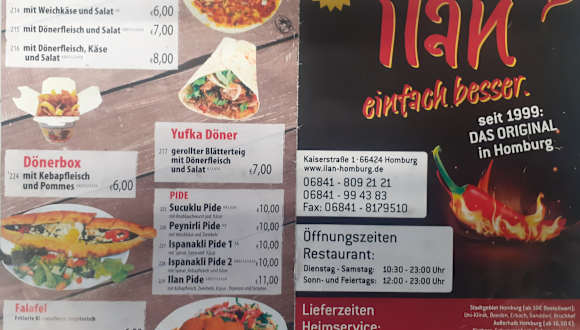 214 mit Weichkäse und Salat €6,00
215 mit Dönerfleisch und Salat €7,00
216 mit Dönerfleisch, Käse
und Salat €8,00
Yufka Döner
217 gerollter Blätterteig
mit Dönerfleisch
und Salat €7,00
Dönerbox
224 mit Kebapfleisch
und Pommes €6,00
PIDE
Sucuklu Pide €10,00
Peynirli Pide €10,00
Ispanakli Pide 1 €10,00
Ispanakli Pide 2 €10,00
Ilan Pide €11,00
Falafel
ilan
einfach besser.
seit 1999:
DAS ORIGINAL
in Homburg
Kaiserstraße 1 · 66424 Homburg
www.ilan-homburg.de
06841 - 809 21 21
06841 - 99 43 83
Fax: 06841 - 8179510
Öffnungszeiten
Restaurant:
Dienstag - Samstag: 10:30 - 23:00 Uhr
Sonn- und Feiertags: 12:00 - 23:00 Uhr
Lieferzeiten
Heimservice: